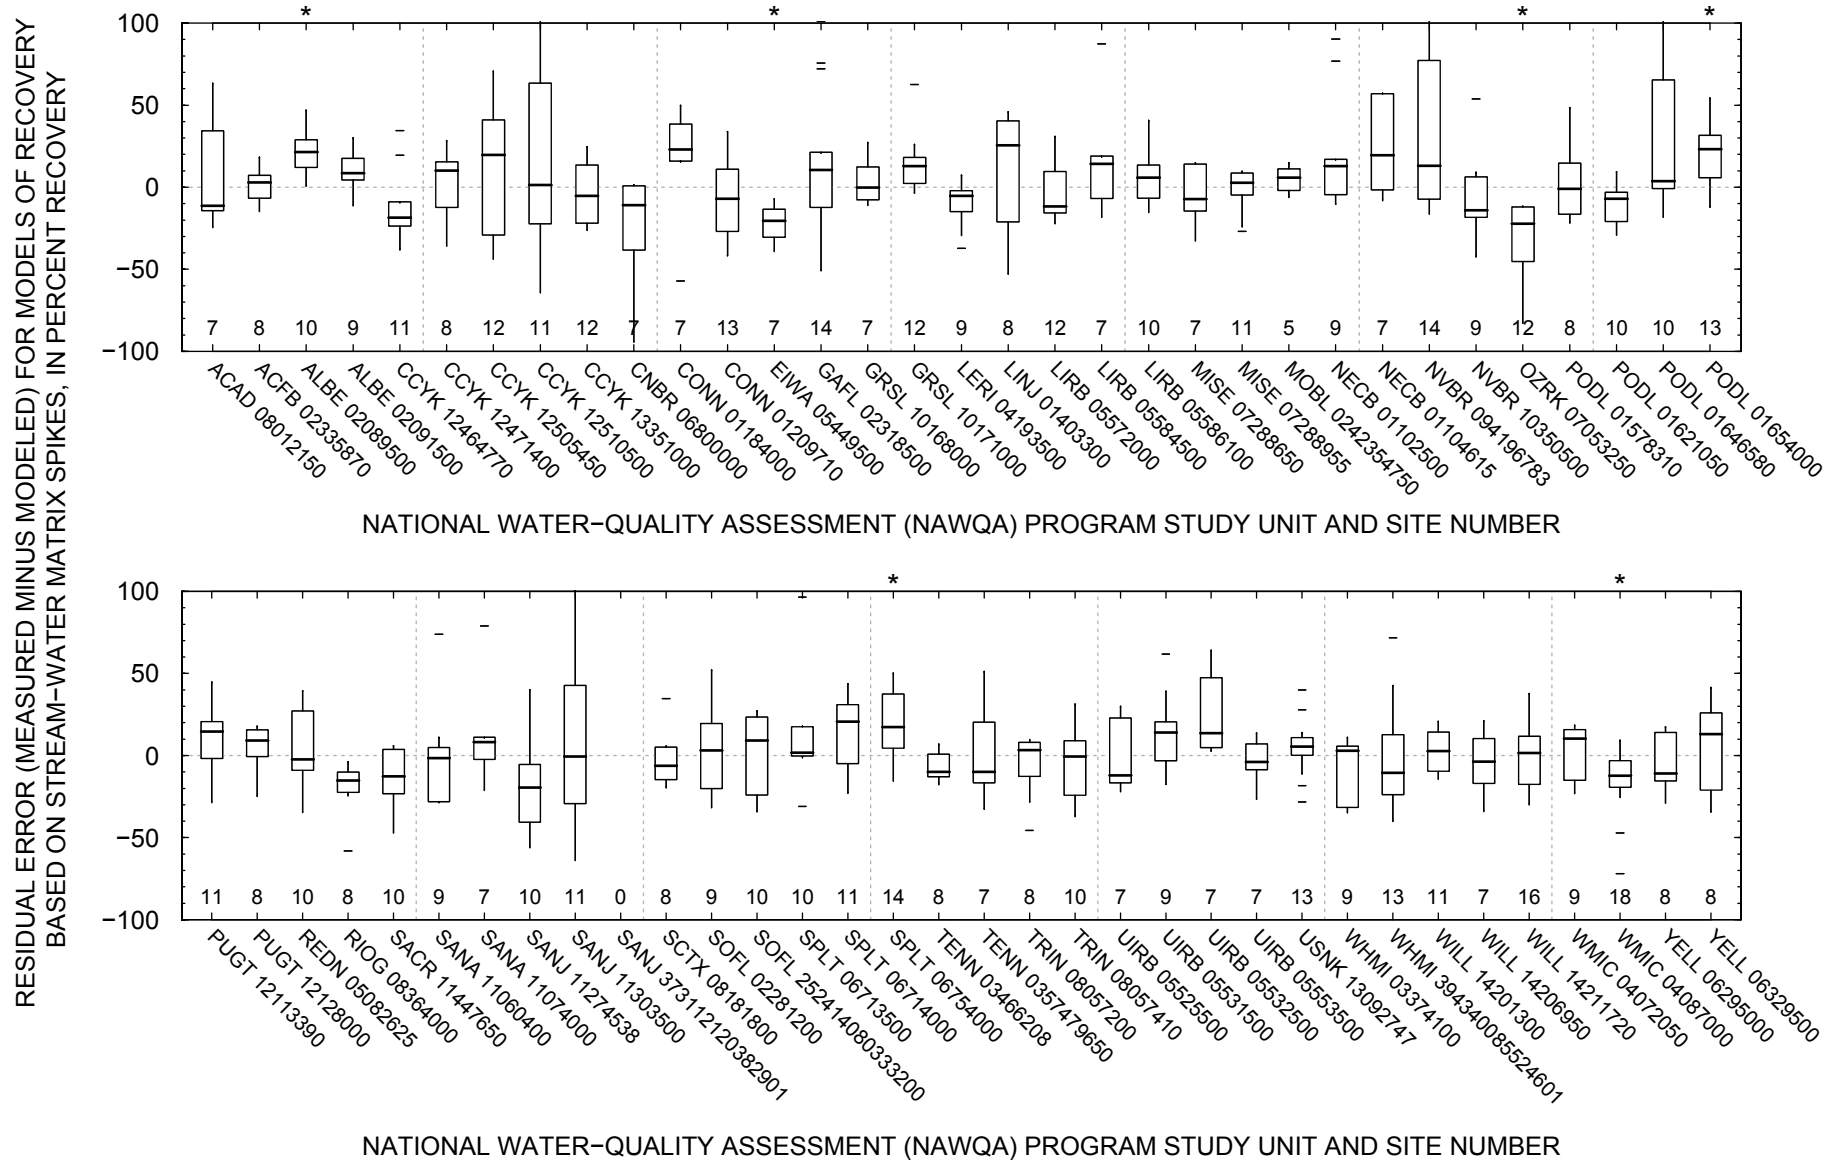 RESIDUAL ERROR (MEASURED MINUS MODELED) FOR MODELS OF RECOVERY
BASED ON STREAM−WATER MATRIX SPIKES, IN PERCENT RECOVERY
* * * *
100
50
0
−50
−100
7 8 10 9 11 8 12 11 12 7 7 13 7 14 7 12 9 8 12 7 10 7 11 5 9 7 14 9 12 8 10 10 13
ACAD 08012150
ACFB 02335870
ALBE 02089500
ALBE 02091500
CCYK 12464770
CCYK 12471400
CCYK 12505450
CCYK 12510500
CCYK 13351000
CNBR 06800000
CONN 01184000
CONN 01209710
EIWA 05449500
GAFL 02318500
GRSL 10168000
GRSL 10171000
LERI 04193500
LINJ 01403300
LIRB 05572000
LIRB 05584500
LIRB 05586100
MISE 07288650
MISE 07288955
MOBL 02423547​50
NECB 01102500
NECB 01104615
NVBR 094196783
NVBR 10350500
OZRK 07053250
PODL 01578310
PODL 01621050
PODL 01646580
PODL 01654000
NATIONAL WATER−QUALITY ASSESSMENT (NAWQA) PROGRAM STUDY UNIT AND SITE NUMBER
* *
100
50
0
−50
−100
11 8 10 8 10 9 7 10 11 0 8 9 10 10 11 14 8 7 8 10 7 9 7 7 13 9 13 11 7 16 9 18 8 8
PUGT 12113390
PUGT 12128000
REDN 05082625
RIOG 08364000
SACR 11447650
SANA 11060400
SANA 11074000
SANJ 11274538
SANJ 11303500
SANJ 373112120382901
SCTX 08181800
SOFL 02281200
SOFL 252414080333200
SPLT 06713500
SPLT 06714000
SPLT 06754000
TENN 03466208
TENN 0357479650
TRIN 08057200
TRIN 08057410
UIRB 05525500
UIRB 05531500
UIRB 05532500
UIRB 05553500
USNK 13092747
WHMI 03374100
WHMI 394340085524601
WILL 14201300
WILL 14206950
WILL 14211720
WMIC 04072050
WMIC 04087000
YELL 06295000
YELL 06329500
NATIONAL WATER−QUALITY ASSESSMENT (NAWQA) PROGRAM STUDY UNIT AND SITE NUMBER